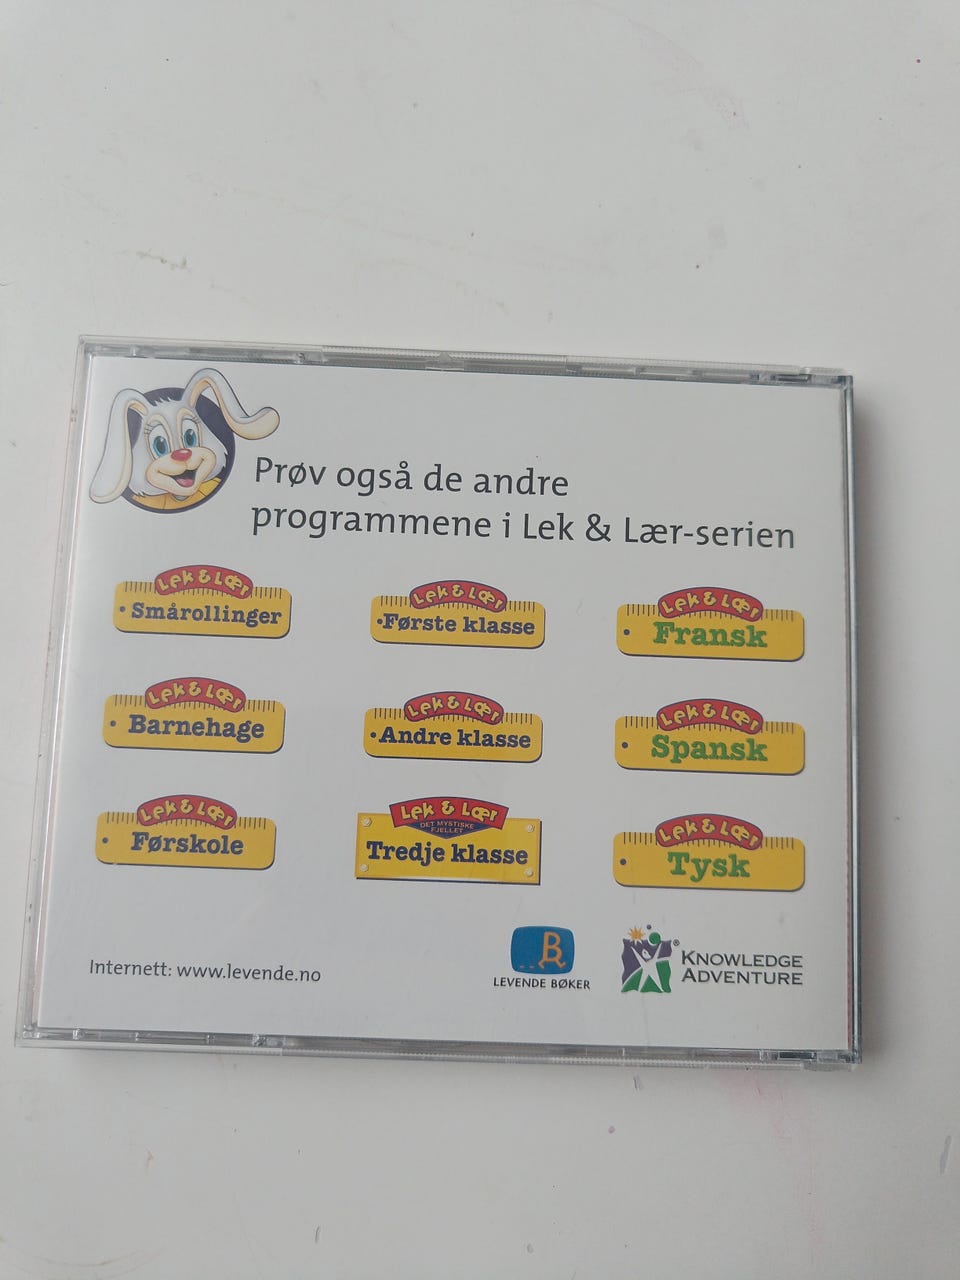 Prøv også de andre
programmene i Lek & Lær-serien
Lek & Lær
Smårollinger
Lek & Lær
Første klasse
Lek & Lær
Fransk
Lek & Lær
Barnehage
Lek & Lær
Andre klasse
Lek & Lær
Spansk
Lek & Lær
Førskole
Lek & Lær
DET MYSTISKE
FJELLET
Tredje klasse
Lek & Lær
Tysk
Internett: www.levende.no
B
LEVENDE BØKER
®
KNOWLEDGE
ADVENTURE